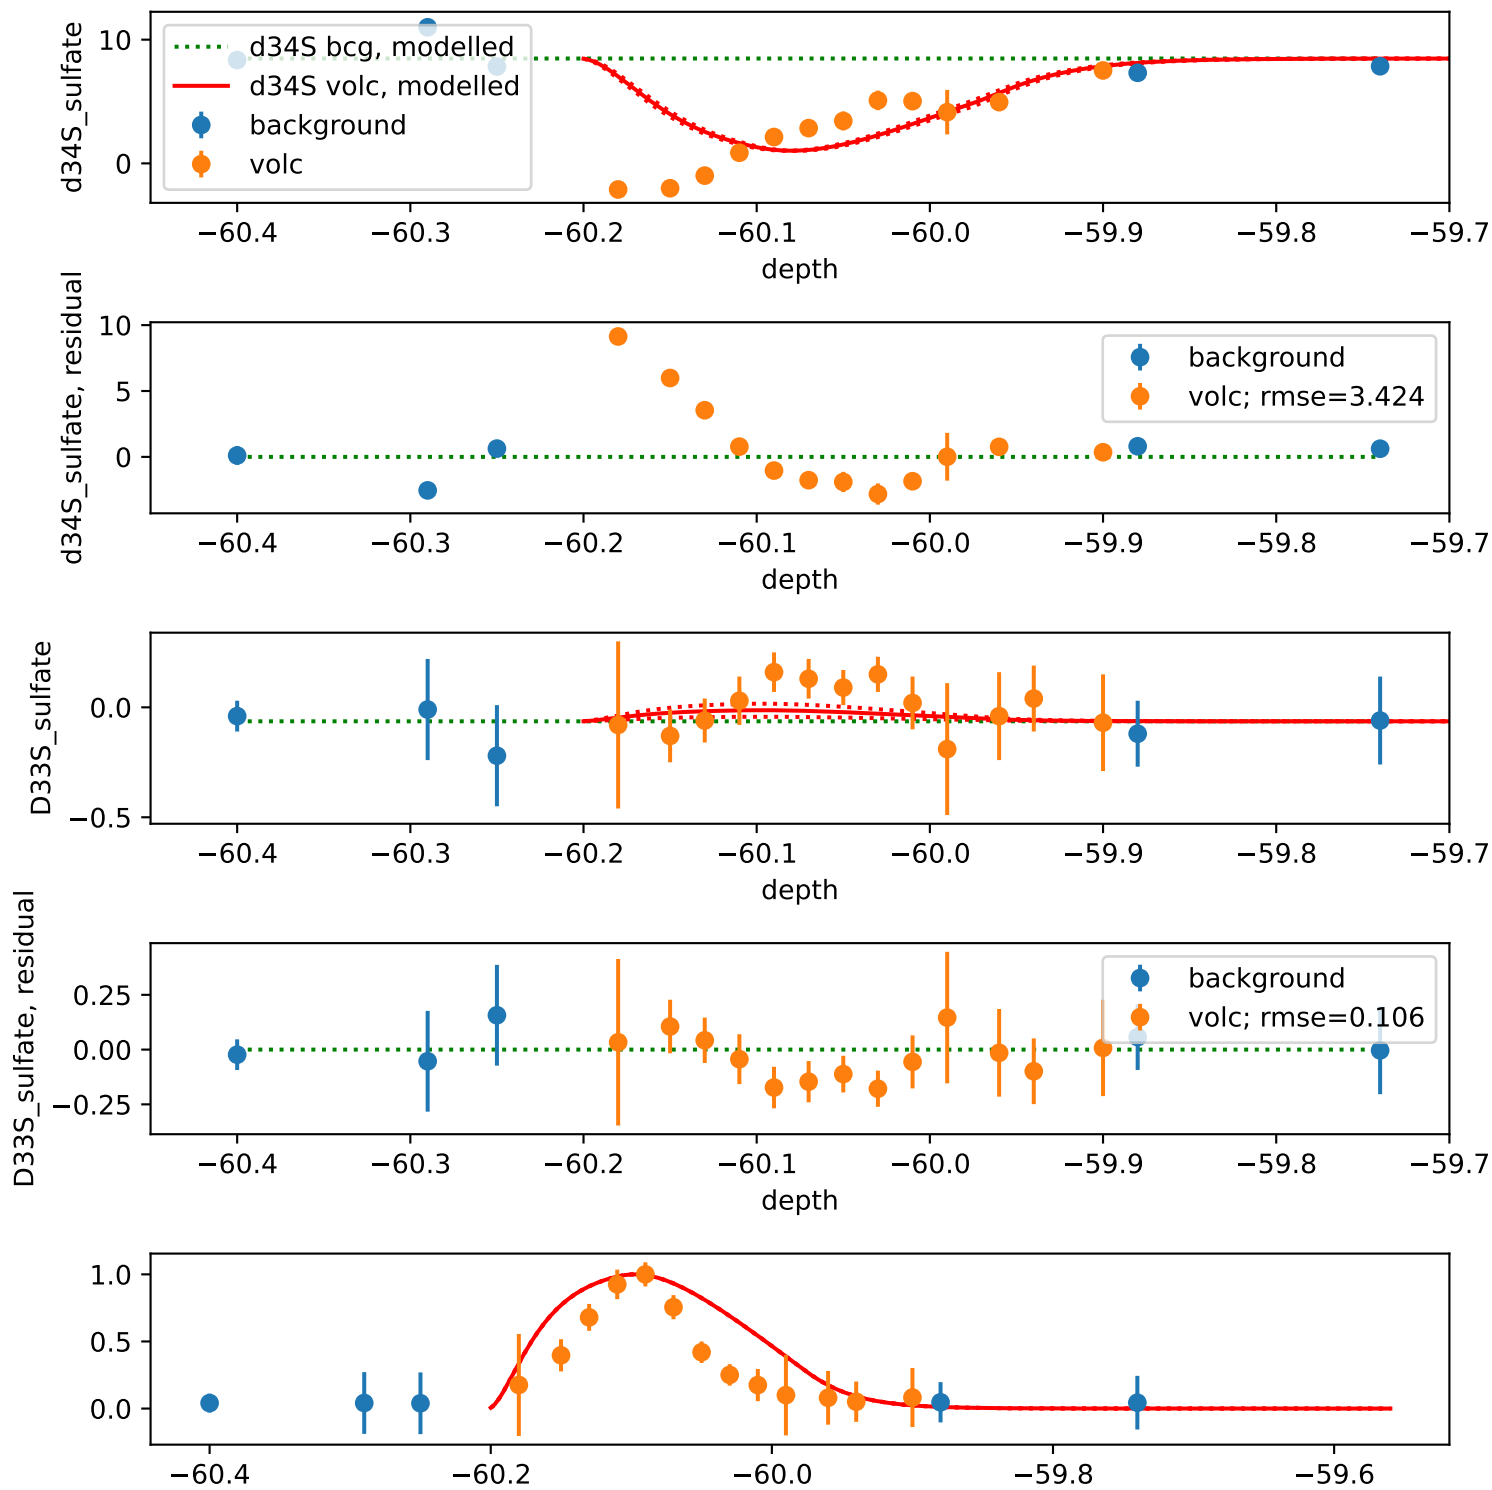 d34S_sulfate
10
0
d34S bcg, modelled
d34S volc, modelled
background
volc
−60.4 −60.3 −60.2 −60.1 −60.0 −59.9 −59.8 −59.7
depth
d34S_sulfate, residual
10
5
0
background
volc; rmse=3.424
−60.4 −60.3 −60.2 −60.1 −60.0 −59.9 −59.8 −59.7
depth
D33S_sulfate
0.0
−0.5
−60.4 −60.3 −60.2 −60.1 −60.0 −59.9 −59.8 −59.7
depth
D33S_sulfate, residual
0.25
0.00
−0.25
background
volc; rmse=0.106
−60.4 −60.3 −60.2 −60.1 −60.0 −59.9 −59.8 −59.7
depth
1.0
0.5
0.0
−60.4 −60.2 −60.0 −59.8 −59.6